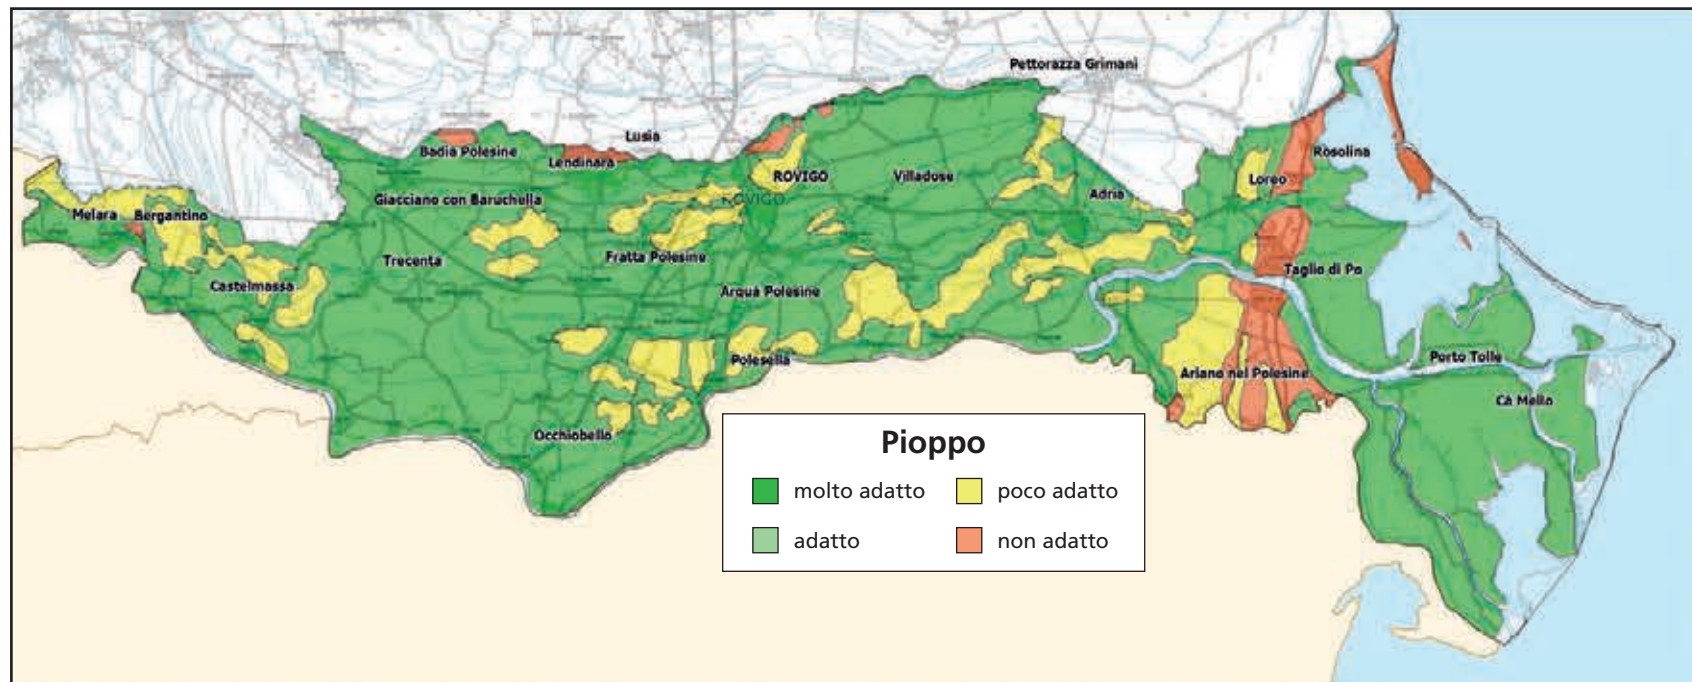 Pettorazza Grimani
Lusia
Badia Polesine
Lendinara
Rosolina
ROVIGO
Villadose
Loreo
Giacciano con Baruchella
Adria
ROVIGO
Melara
Bergantino
Trecenta
Fratta Polesine
Taglio di Po
Castelmassa
Arquà Polesine
Polesella
Porto Tolle
Ariano nel Polesine
Cà Mello
Occhiobello
Pioppo
molto adatto
poco adatto
adatto
non adatto